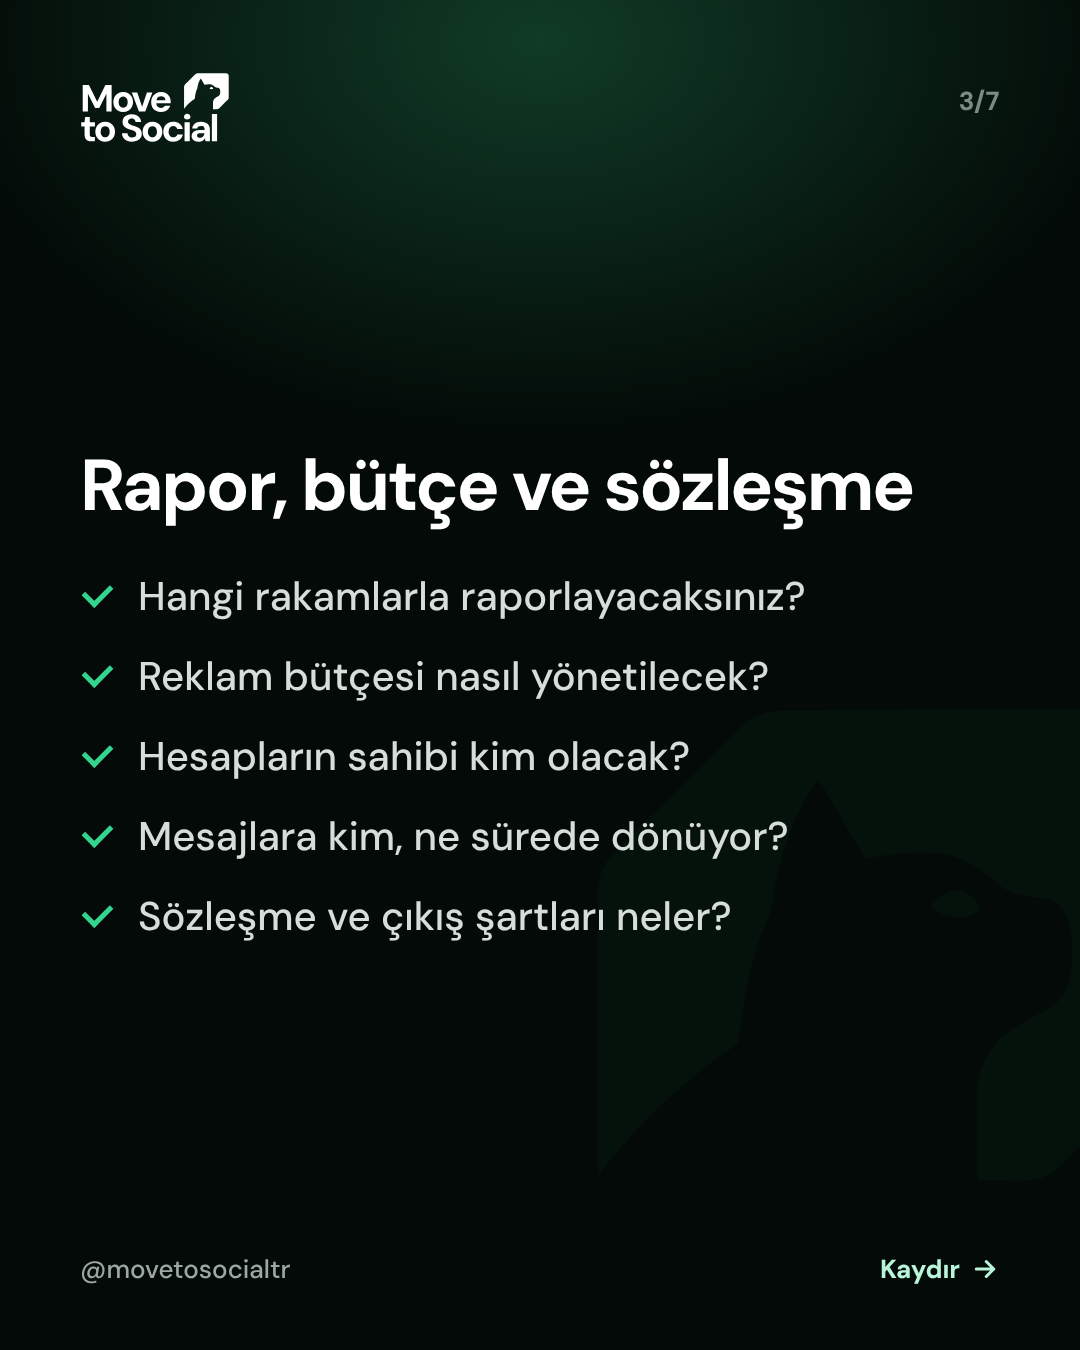 Move
to Social
3/7
Rapor, bütçe ve sözleşme
Hangi rakamlarla raporlayacaksınız?
Reklam bütçesi nasıl yönetilecek?
Hesapların sahibi kim olacak?
Mesajlara kim, ne sürede dönüyor?
Sözleşme ve çıkış şartları neler?
@movetosocialtr
Kaydır →